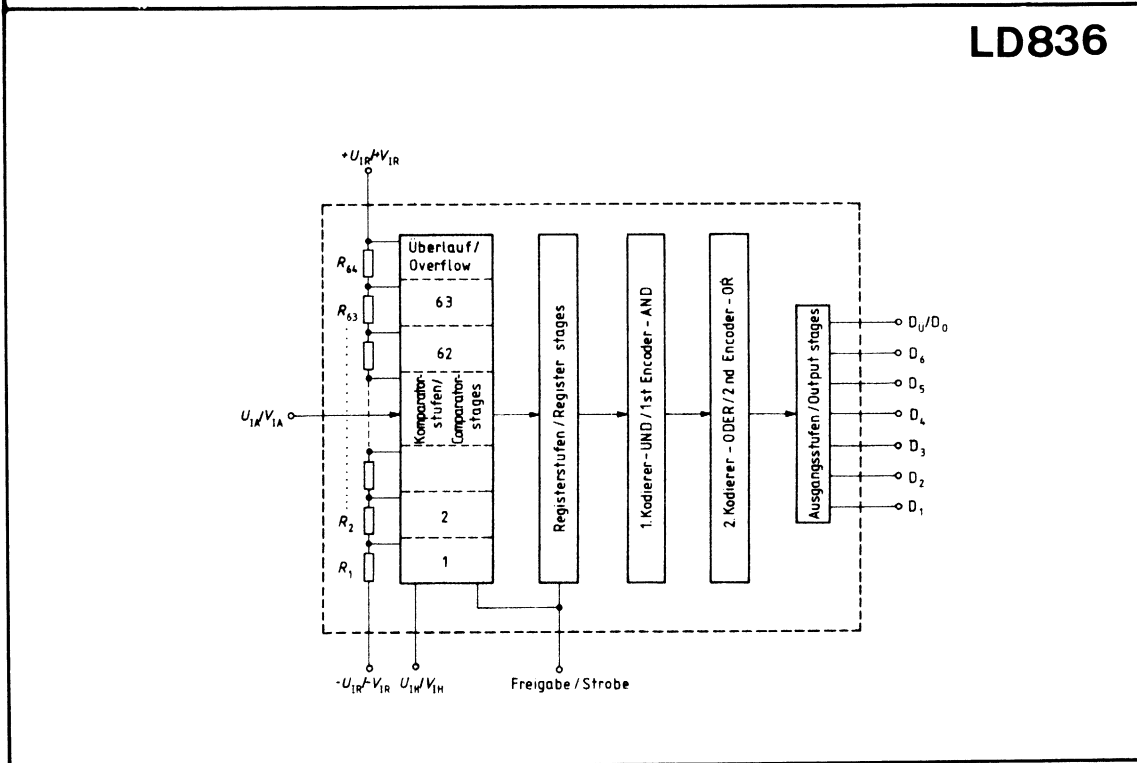 LD836
+U_IR/+V_IR
Überlauf/
Overflow
R_64
63
R_63
62
Komparator-
stufen/
Comparator-
stages
U_IA/V_IA
2
R_2
1
R_1
Registerstufen/Register stages
1.Kodierer-UND/1st Encoder-AND
2.Kodierer-ODER/2nd Encoder-OR
Ausgangsstufen/Output stages
D_U/D_O
D_6
D_5
D_4
D_3
D_2
D_1
-U_IR/-V_IR
U_IH/V_IH
Freigabe/Strobe